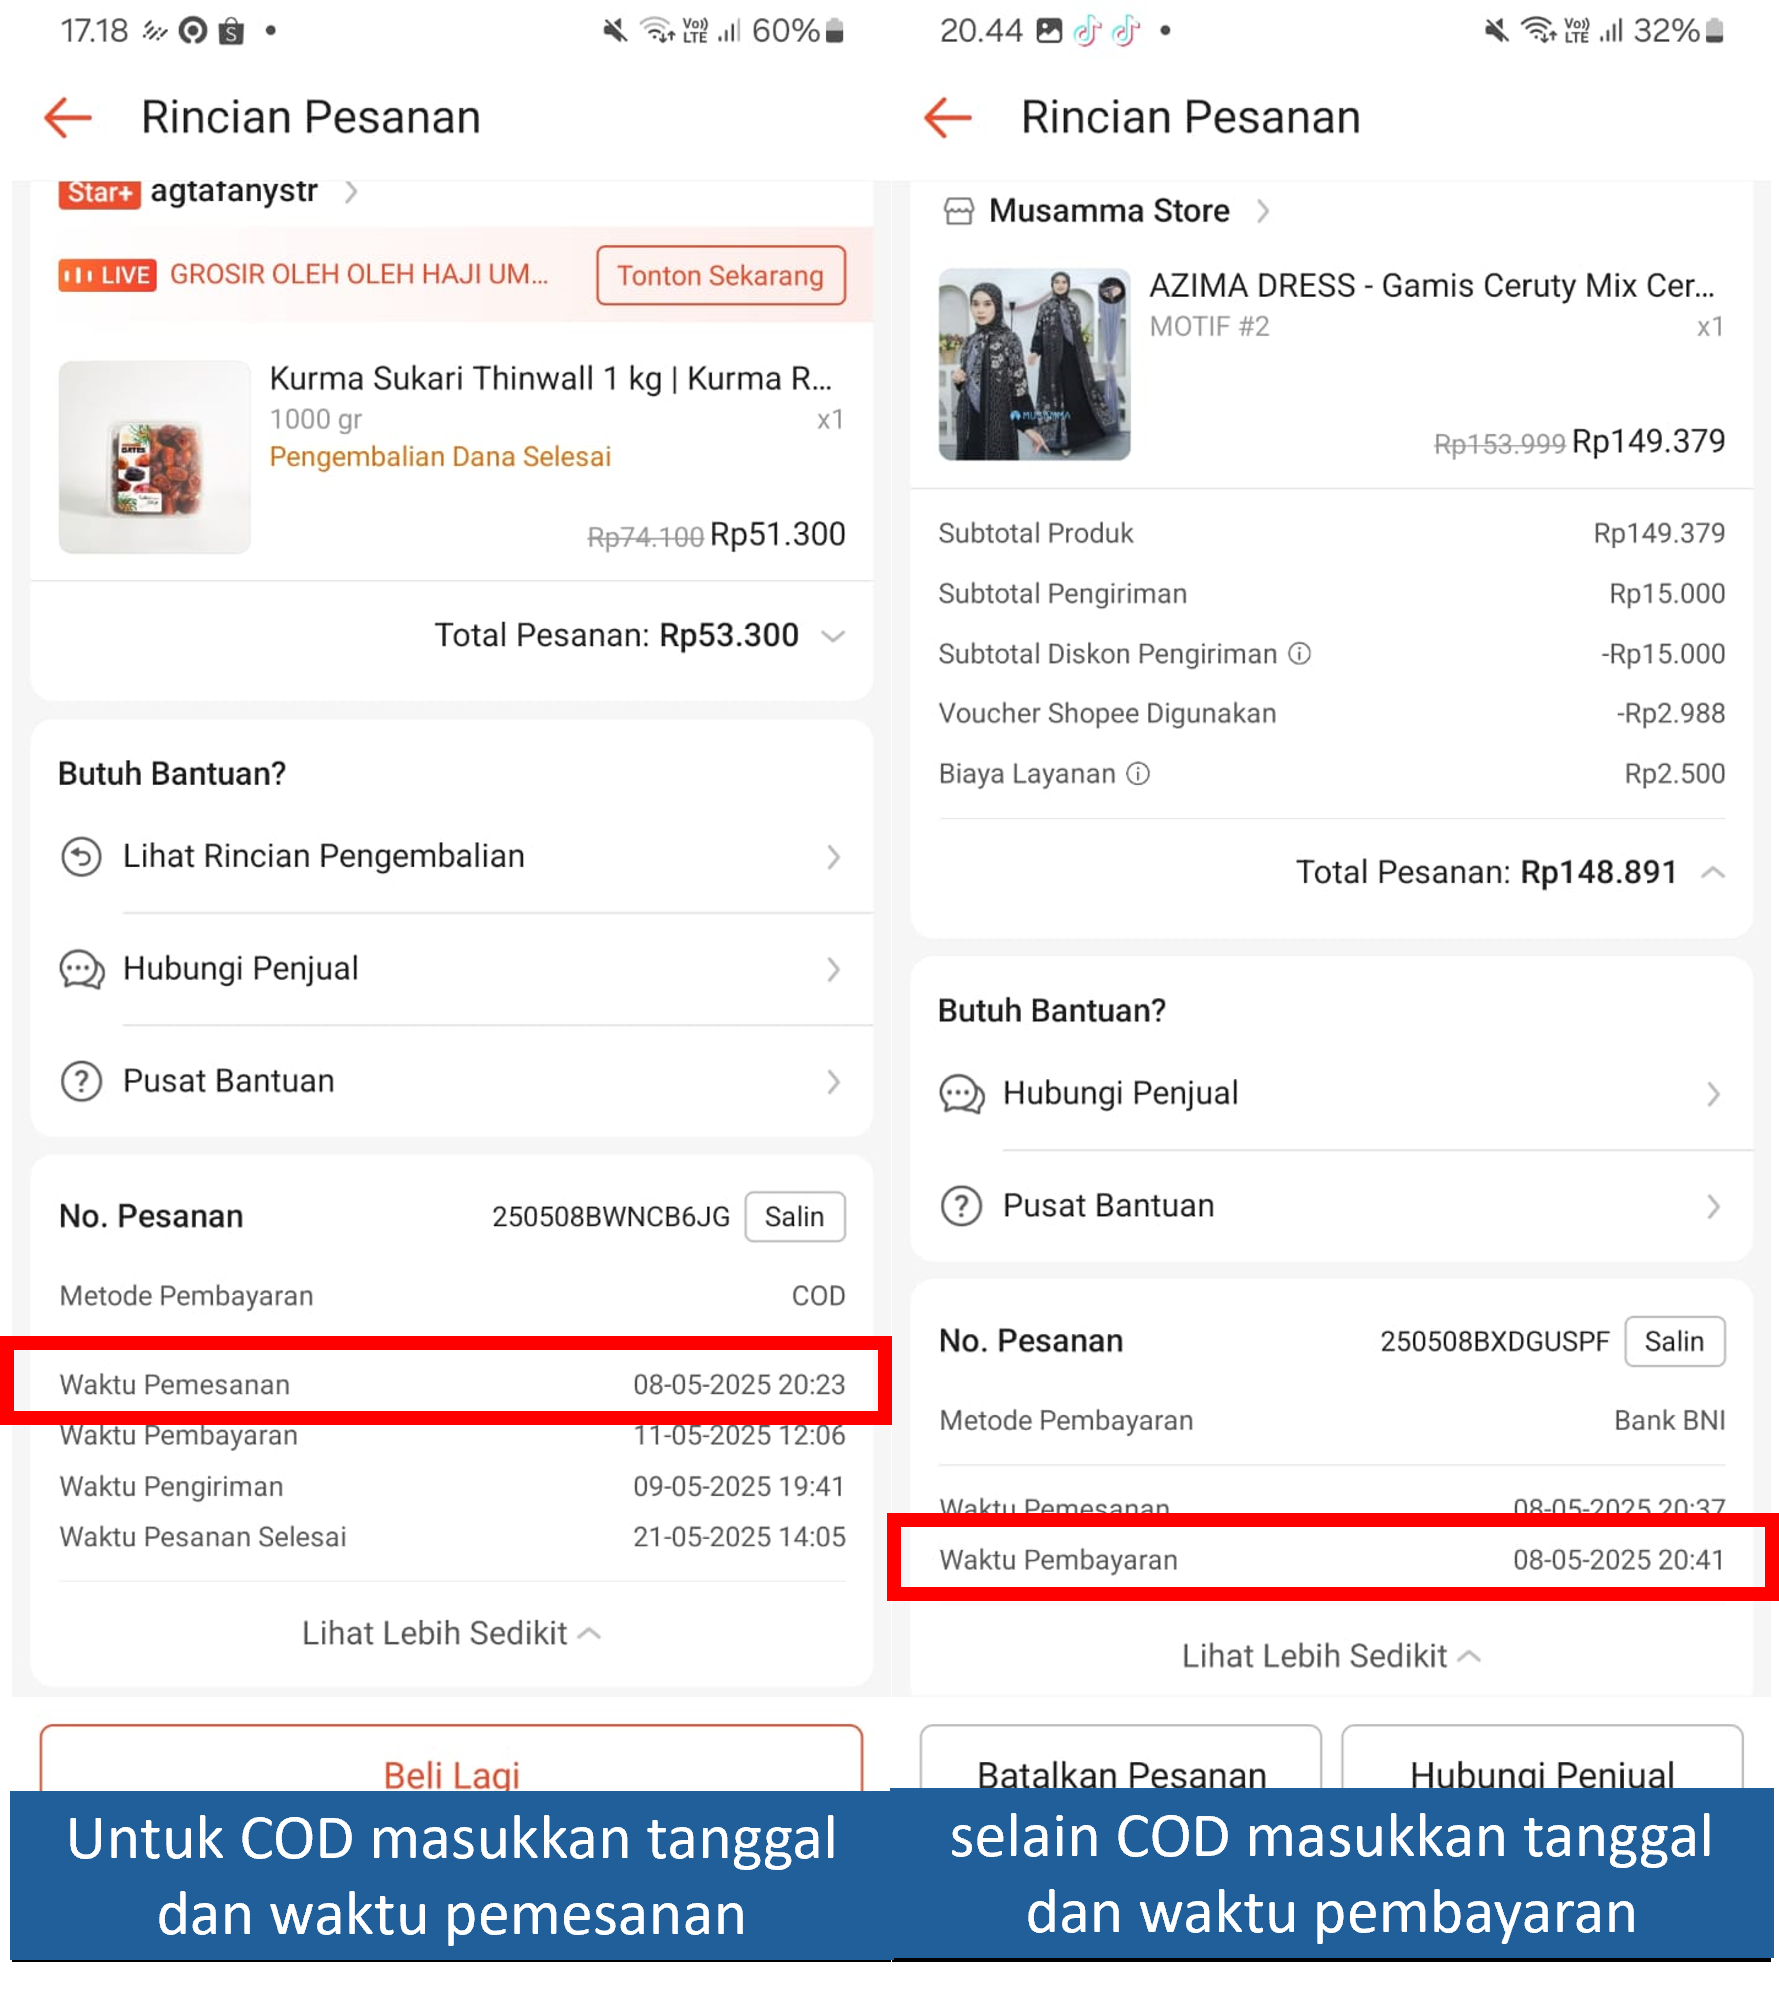 17.18
60%
Rincian Pesanan
Star+ agtafanystr
LIVE GROSIR OLEH OLEH HAJI UM... Tonton Sekarang
DATES
Kurma Sukari Thinwall 1 kg | Kurma R...
1000 gr x1
Pengembalian Dana Selesai
Rp74.100 Rp51.300
Total Pesanan: Rp53.300
Butuh Bantuan?
Lihat Rincian Pengembalian
Hubungi Penjual
Pusat Bantuan
No. Pesanan 250508BWNCB6JG Salin
Metode Pembayaran COD
Waktu Pemesanan 08-05-2025 20:23
Waktu Pembayaran 11-05-2025 12:06
Waktu Pengiriman 09-05-2025 19:41
Waktu Pesanan Selesai 21-05-2025 14:05
Lihat Lebih Sedikit
Beli Lagi
Untuk COD masukkan tanggal
dan waktu pemesanan
20.44
32%
Rincian Pesanan
Musamma Store
MUSAMMA
AZIMA DRESS - Gamis Ceruty Mix Cer...
MOTIF #2 x1
Rp153.999 Rp149.379
Subtotal Produk Rp149.379
Subtotal Pengiriman Rp15.000
Subtotal Diskon Pengiriman -Rp15.000
Voucher Shopee Digunakan -Rp2.988
Biaya Layanan Rp2.500
Total Pesanan: Rp148.891
Butuh Bantuan?
Hubungi Penjual
Pusat Bantuan
No. Pesanan 250508BXDGUSPF Salin
Metode Pembayaran Bank BNI
Waktu Pemesanan 08-05-2025 20:37
Waktu Pembayaran 08-05-2025 20:41
Lihat Lebih Sedikit
Batalkan Pesanan Hubungi Penjual
selain COD masukkan tanggal
dan waktu pembayaran